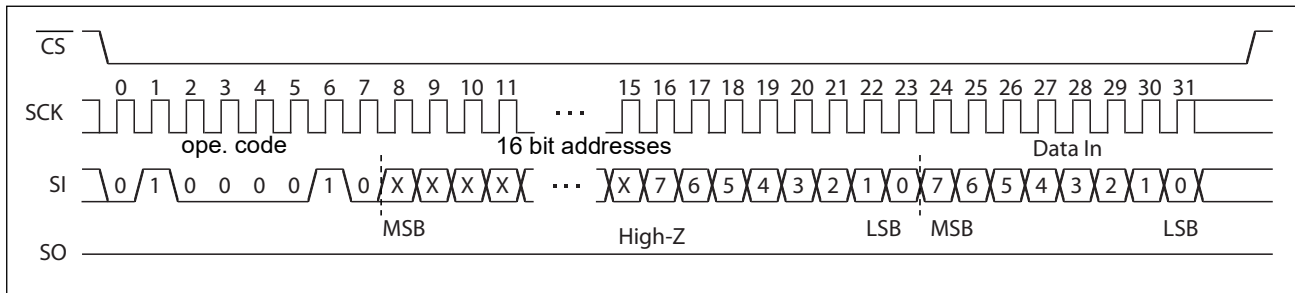 CS
0 1 2 3 4 5 6 7 8 9 10 11 ... 15 16 17 18 19 20 21 22 23 24 25 26 27 28 29 30 31
SCK
ope. code 16 bit addresses Data In
SI 0 1 0 0 0 0 1 0 X X X X ... X 7 6 5 4 3 2 1 0 7 6 5 4 3 2 1 0
MSB High-Z LSB MSB LSB
SO